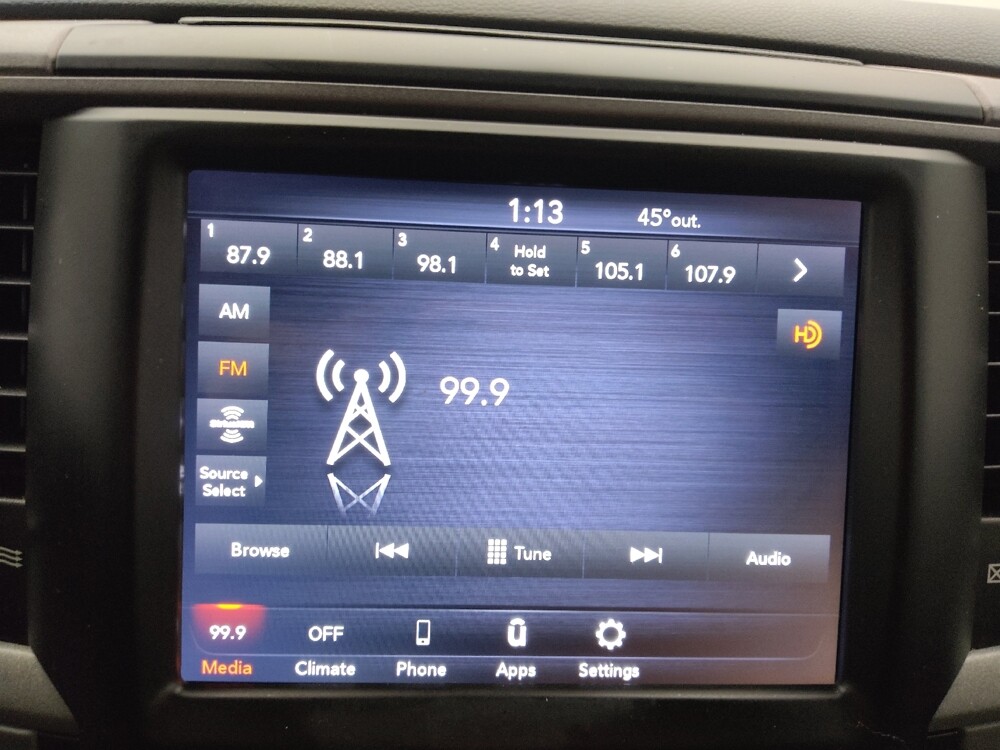 1:13 45°out.
1 87.9 2 88.1 3 98.1 4 Hold to Set 5 105.1 6 107.9
AM
HD
FM
99.9
Source
Select
Browse Tune Audio
99.9 OFF
Media Climate Phone Apps Settings